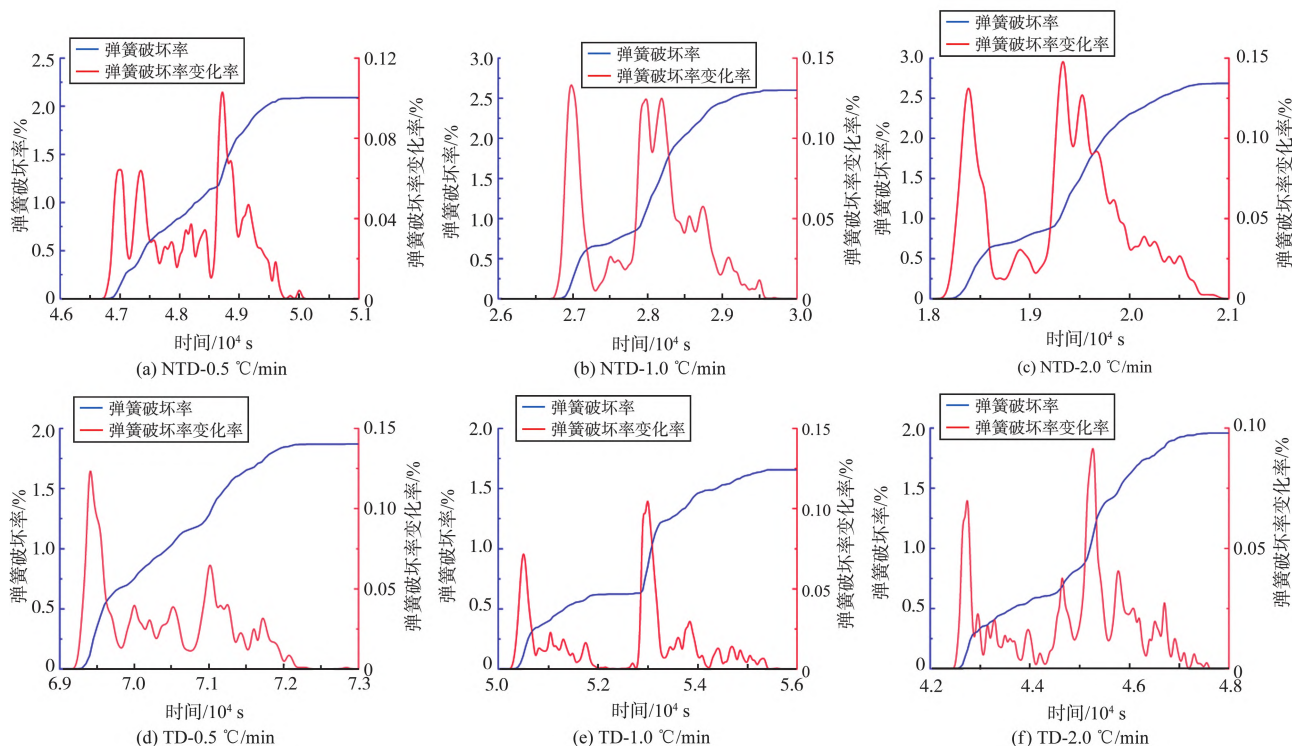 弹簧破坏率
弹簧破坏率变化率
2.5
2.0
1.5
1.0
0.5
0
弹簧破坏率/%
0.12
0.08
0.04
0
弹簧破坏率变化率/%
4.6 4.7 4.8 4.9 5.0 5.1
时间/10⁴ s
(a) NTD-0.5 ℃/min
弹簧破坏率
弹簧破坏率变化率
3.0
2.5
2.0
1.5
1.0
0.5
0
弹簧破坏率/%
0.15
0.10
0.05
0
弹簧破坏率变化率/%
2.6 2.7 2.8 2.9 3.0
时间/10⁴ s
(b) NTD-1.0 ℃/min
弹簧破坏率
弹簧破坏率变化率
3.0
2.5
2.0
1.5
1.0
0.5
0
弹簧破坏率/%
0.15
0.10
0.05
0
弹簧破坏率变化率/%
1.8 1.9 2.0 2.1
时间/10⁴ s
(c) NTD-2.0 ℃/min
弹簧破坏率
弹簧破坏率变化率
2.0
1.5
1.0
0.5
0
弹簧破坏率/%
0.15
0.10
0.05
0
弹簧破坏率变化率/%
6.9 7.0 7.1 7.2 7.3
时间/10⁴ s
(d) TD-0.5 ℃/min
弹簧破坏率
弹簧破坏率变化率
2.0
1.5
1.0
0.5
0
弹簧破坏率/%
0.15
0.10
0.05
0
弹簧破坏率变化率/%
5.0 5.2 5.4 5.6
时间/10⁴ s
(e) TD-1.0 ℃/min
弹簧破坏率
弹簧破坏率变化率
2.0
1.5
1.0
0.5
0
弹簧破坏率/%
0.10
0.05
0
弹簧破坏率变化率/%
4.2 4.4 4.6 4.8
时间/10⁴ s
(f) TD-2.0 ℃/min